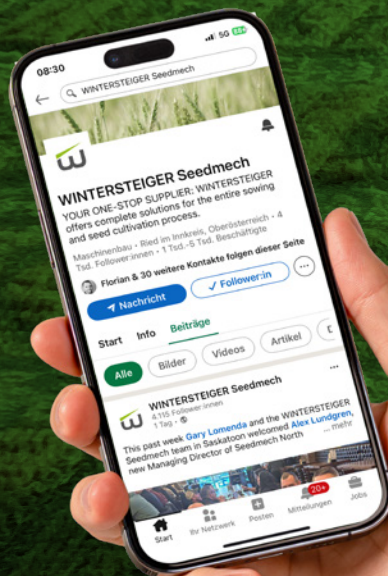 08:30
5G
WINTERSTEIGER Seedmech
w
WINTERSTEIGER Seedmech
YOUR ONE-STOP SUPPLIER: WINTERSTEIGER
offers complete solutions for the entire sowing
and seed cultivation process.
Maschinenbau • Ried im Innkreis, Oberösterreich • 4
Tsd. Follower:innen • 1 Tsd.-5 Tsd. Beschäftigte
Florian & 30 weitere Kontakte folgen dieser Seite
Nachricht
Follower:in
Start Info Beiträge
Alle Bilder Videos Artikel
w
WINTERSTEIGER Seedmech
4.115 Follower:innen
1 Tag •
This past week Gary Lomenda and the WINTERSTEIGER
Seedmech team in Saskatoon welcomed Alex Lundgren,
new Managing Director of Seedmech North ... mehr
20+
Start Ihr Netzwerk Posten Mitteilungen Jobs